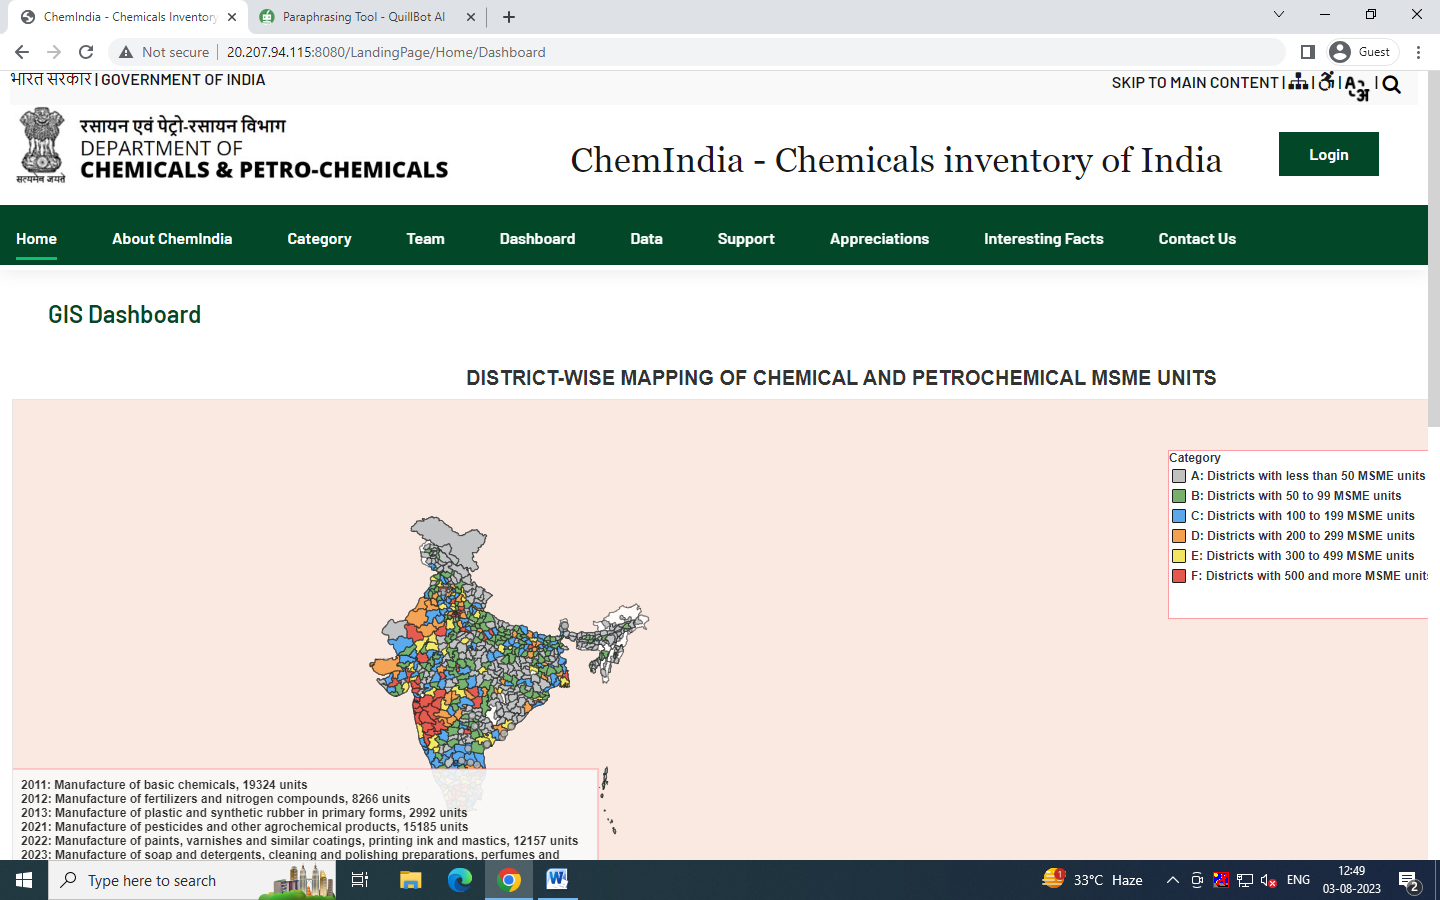 ChemIndia - Chemicals Inventory
Paraphrasing Tool - QuillBot AI
Not secure
20.207.94.115:8080/LandingPage/Home/Dashboard
Guest
भारत सरकार | GOVERNMENT OF INDIA
SKIP TO MAIN CONTENT | | | A अ |
रसायन एवं पेट्रो-रसायन विभाग
DEPARTMENT OF
CHEMICALS & PETRO-CHEMICALS
सत्यमेव जयते
ChemIndia - Chemicals inventory of India
Login
Home About ChemIndia Category Team Dashboard Data Support Appreciations Interesting Facts Contact Us
GIS Dashboard
DISTRICT-WISE MAPPING OF CHEMICAL AND PETROCHEMICAL MSME UNITS
Category
A: Districts with less than 50 MSME units
B: Districts with 50 to 99 MSME units
C: Districts with 100 to 199 MSME units
D: Districts with 200 to 299 MSME units
E: Districts with 300 to 499 MSME units
F: Districts with 500 and more MSME unit
2011: Manufacture of basic chemicals, 19324 units
2012: Manufacture of fertilizers and nitrogen compounds, 8266 units
2013: Manufacture of plastic and synthetic rubber in primary forms, 2992 units
2021: Manufacture of pesticides and other agrochemical products, 15185 units
2022: Manufacture of paints, varnishes and similar coatings, printing ink and mastics, 12157 units
2023: Manufacture of soap and detergents, cleaning and polishing preparations, perfumes and
Type here to search
W
1
33°C Haze
ENG
12:49
03-08-2023
2